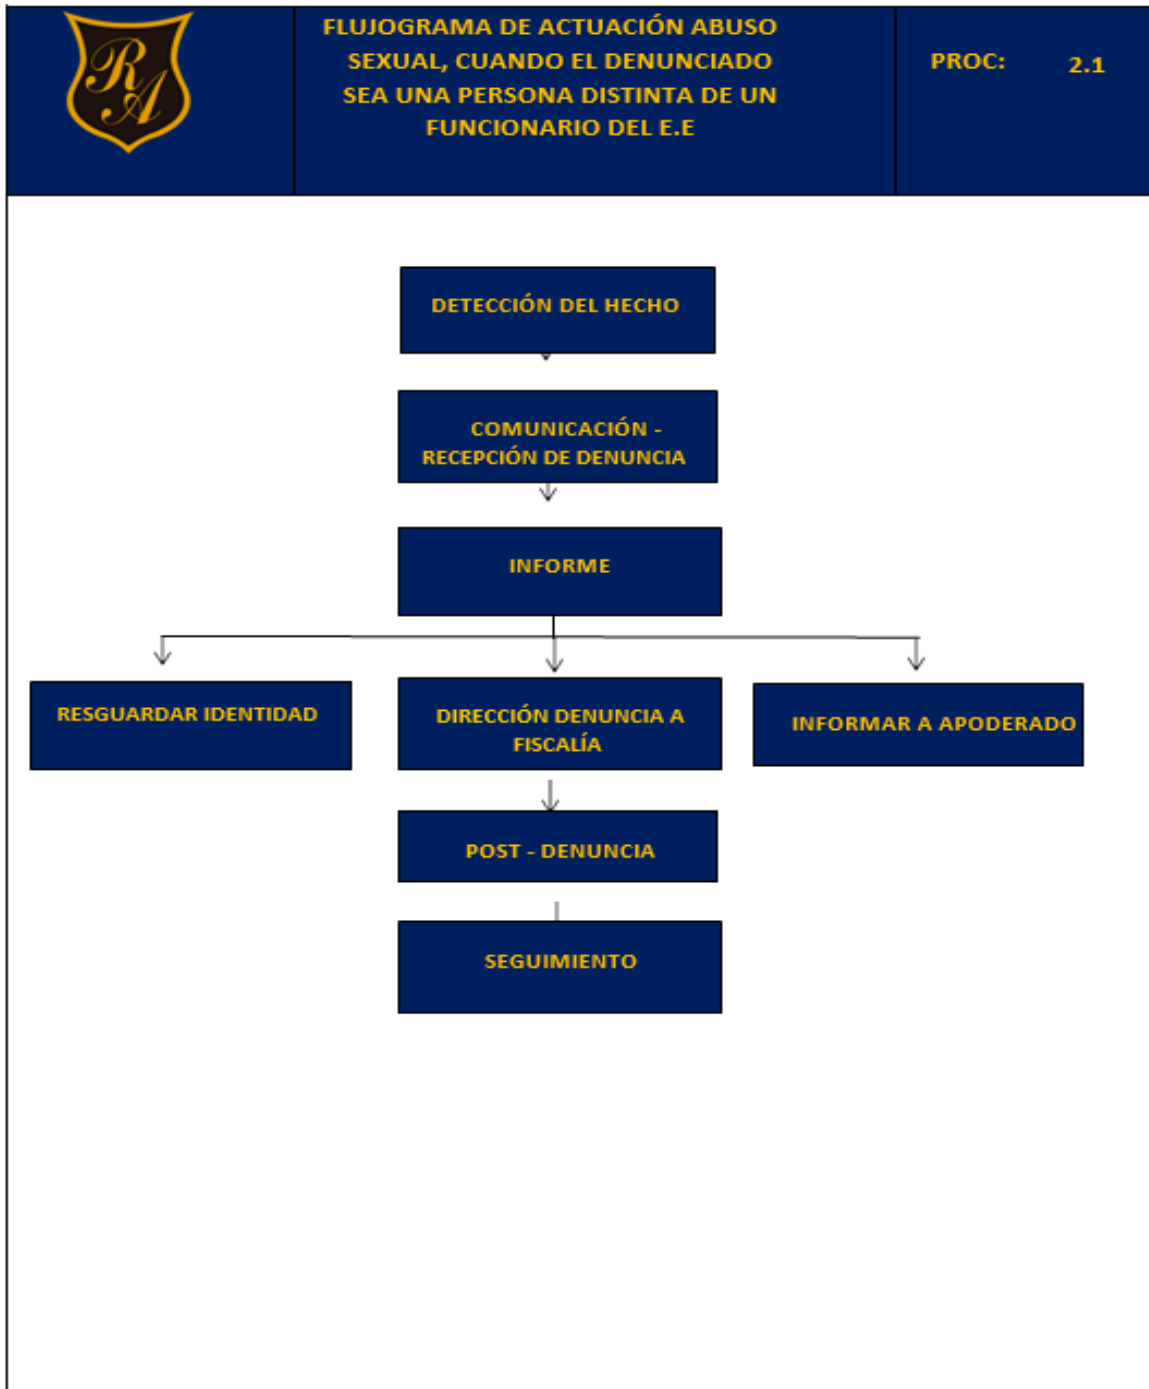 RA
FLUJOGRAMA DE ACTUACIÓN ABUSO
SEXUAL, CUANDO EL DENUNCIADO
SEA UNA PERSONA DISTINTA DE UN
FUNCIONARIO DEL E.E
PROC: 2.1
DETECCIÓN DEL HECHO
COMUNICACIÓN -
RECEPCIÓN DE DENUNCIA
INFORME
RESGUARDAR IDENTIDAD
DIRECCIÓN DENUNCIA A
FISCALÍA
INFORMAR A APODERADO
POST - DENUNCIA
SEGUIMIENTO